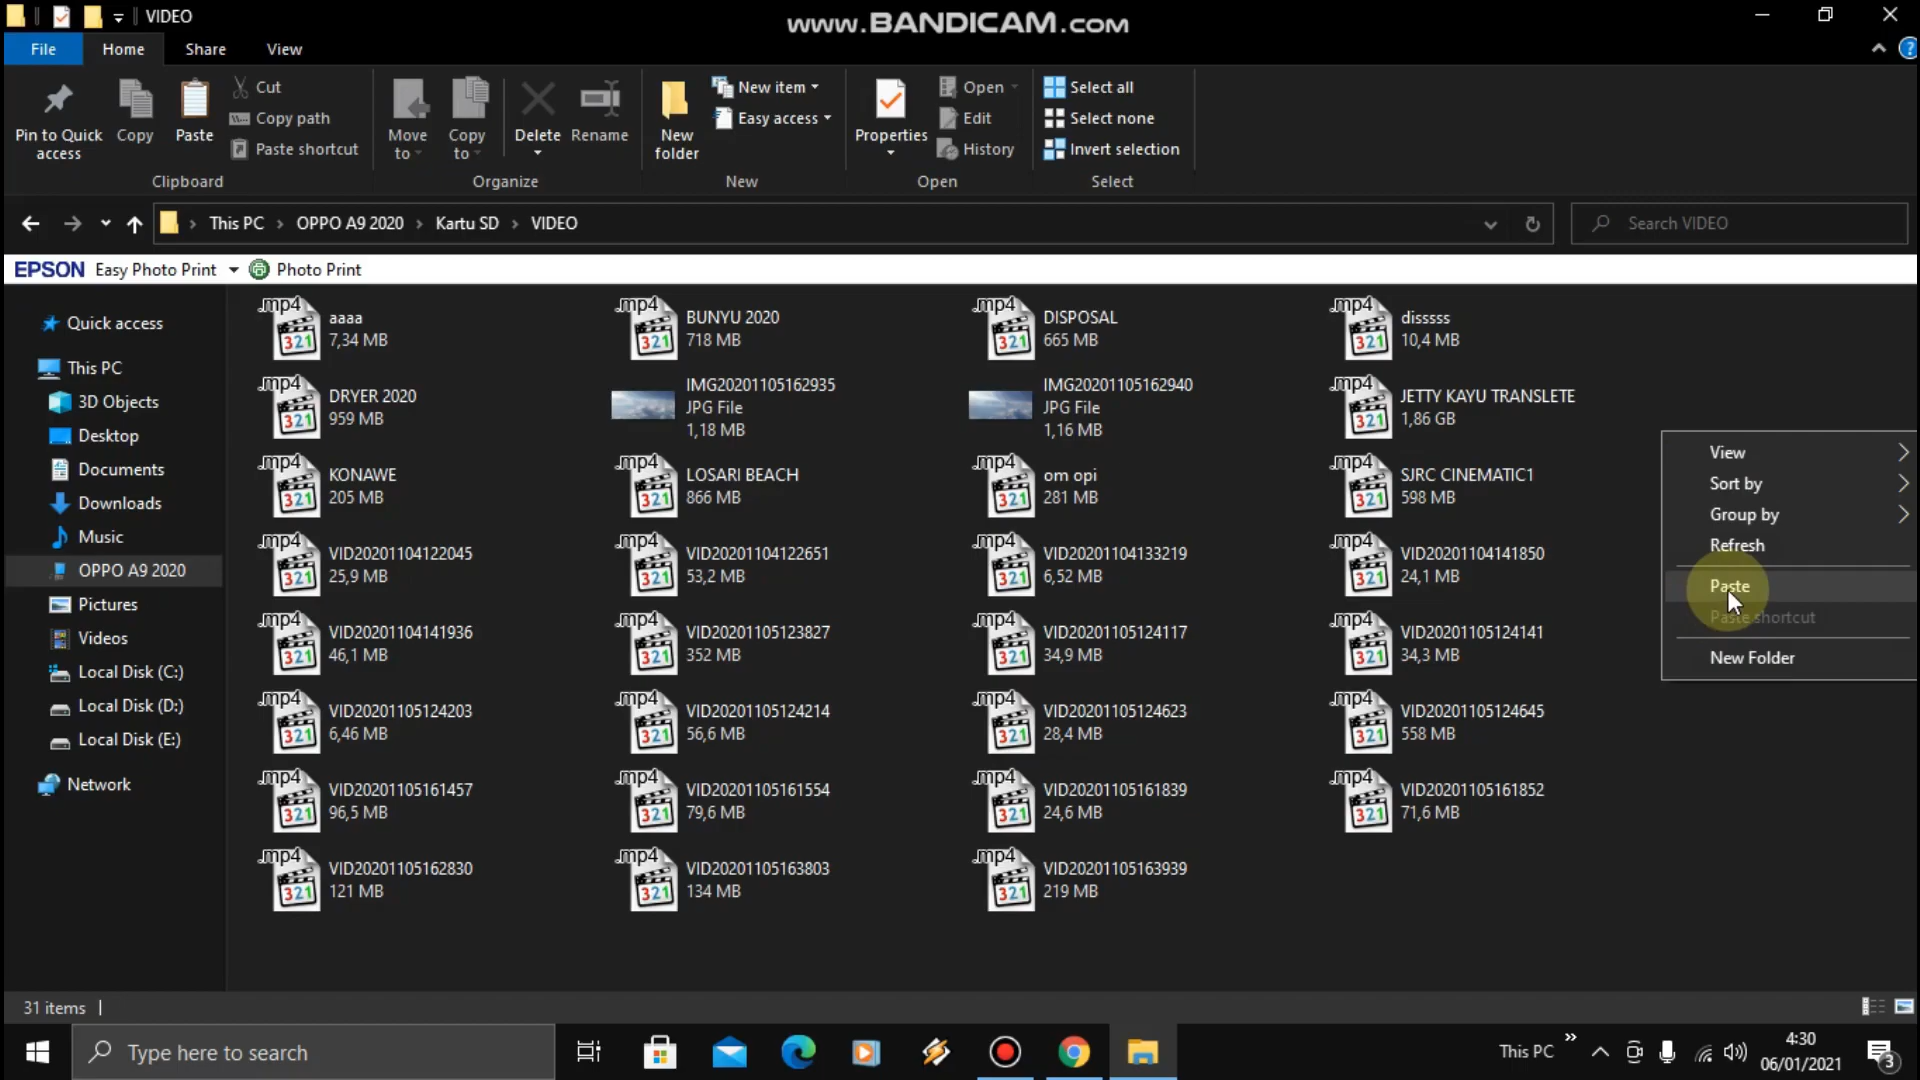 VIDEO
www.BANDICAM.com
File Home Share View
Pin to Quick access
Copy
Paste
Cut
Copy path
Paste shortcut
Clipboard
Move to
Copy to
Delete
Rename
Organize
New folder
New item
Easy access
New
Properties
Open
Edit
History
Open
Select all
Select none
Invert selection
Select
This PC > OPPO A9 2020 > Kartu SD > VIDEO
Search VIDEO
EPSON Easy Photo Print Photo Print
Quick access
This PC
3D Objects
Desktop
Documents
Downloads
Music
OPPO A9 2020
Pictures
Videos
Local Disk (C:)
Local Disk (D:)
Local Disk (E:)
Network
.mp4 321 aaaa
7,34 MB
.mp4 321 BUNYU 2020
718 MB
.mp4 321 DISPOSAL
665 MB
.mp4 321 disssss
10,4 MB
.mp4 321 DRYER 2020
959 MB
IMG20201105162935
JPG File
1,18 MB
IMG20201105162940
JPG File
1,16 MB
.mp4 321 JETTY KAYU TRANSLETE
1,86 GB
.mp4 321 KONAWE
205 MB
.mp4 321 LOSARI BEACH
866 MB
.mp4 321 om opi
281 MB
.mp4 321 SJRC CINEMATIC1
598 MB
.mp4 321 VID20201104122045
25,9 MB
.mp4 321 VID20201104122651
53,2 MB
.mp4 321 VID20201104133219
6,52 MB
.mp4 321 VID20201104141850
24,1 MB
.mp4 321 VID20201104141936
46,1 MB
.mp4 321 VID20201105123827
352 MB
.mp4 321 VID20201105124117
34,9 MB
.mp4 321 VID20201105124141
34,3 MB
.mp4 321 VID20201105124203
6,46 MB
.mp4 321 VID20201105124214
56,6 MB
.mp4 321 VID20201105124623
28,4 MB
.mp4 321 VID20201105124645
558 MB
.mp4 321 VID20201105161457
96,5 MB
.mp4 321 VID20201105161554
79,6 MB
.mp4 321 VID20201105161839
24,6 MB
.mp4 321 VID20201105161852
71,6 MB
.mp4 321 VID20201105162830
121 MB
.mp4 321 VID20201105163803
134 MB
.mp4 321 VID20201105163939
219 MB
View
Sort by
Group by
Refresh
Paste
Paste shortcut
New Folder
31 items
Type here to search
This PC
4:30
06/01/2021
3